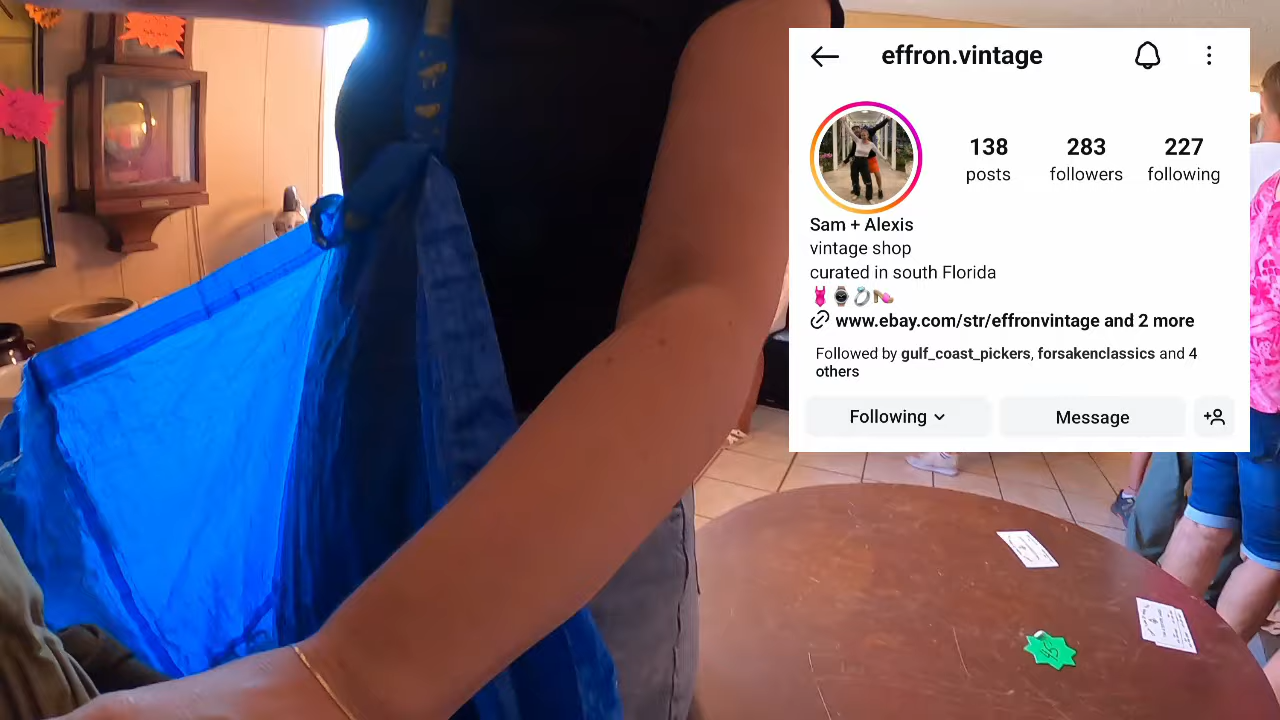 effron.vintage
138 283 227
posts followers following
Sam + Alexis
vintage shop
curated in south Florida
👙⌚💍👡
www.ebay.com/str/effronvintage and 2 more
Followed by gulf_coast_pickers, forsakenclassics and 4
others
Following Message